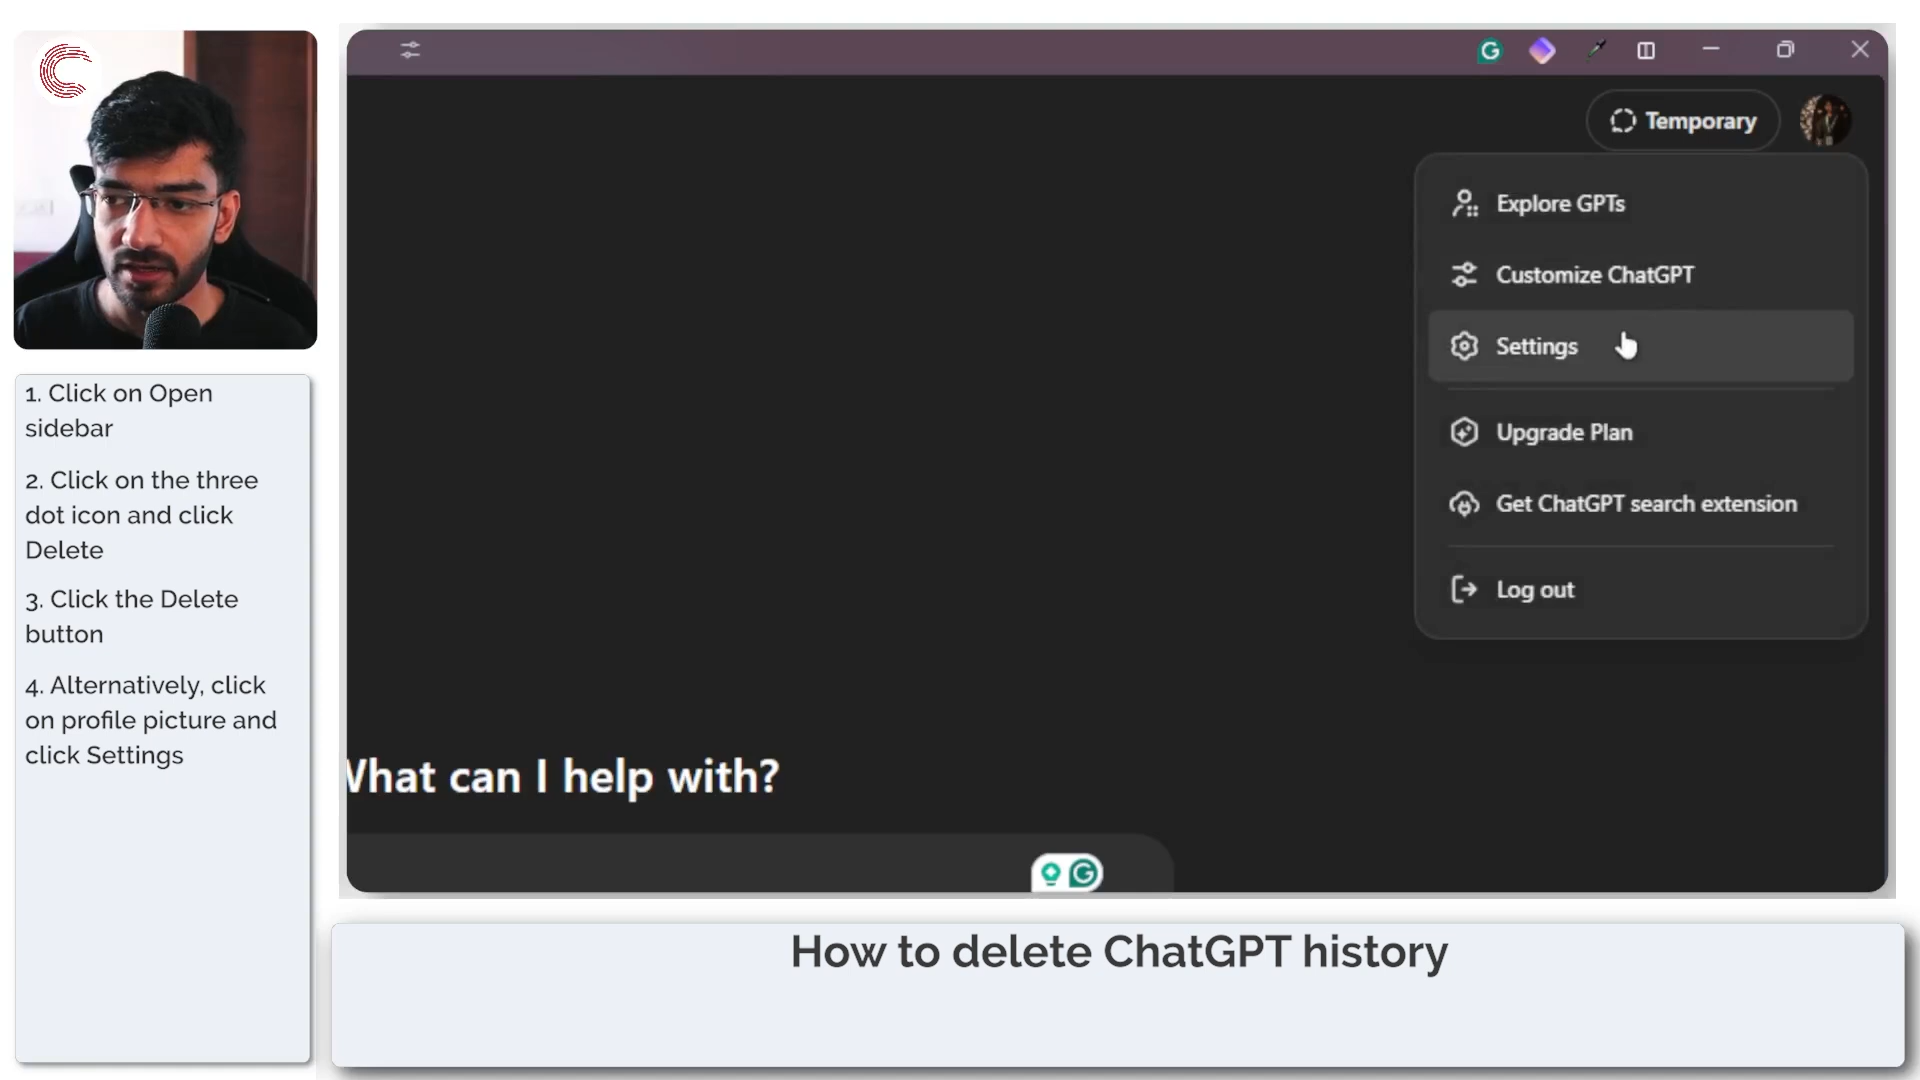 1. Click on Open
sidebar
2. Click on the three
dot icon and click
Delete
3. Click the Delete
button
4. Alternatively, click
on profile picture and
click Settings
Temporary
Explore GPTs
Customize ChatGPT
Settings
Upgrade Plan
Get ChatGPT search extension
Log out
What can I help with?
How to delete ChatGPT history